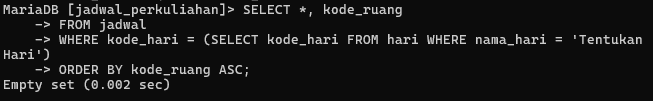 MariaDB [jadwal_perkuliahan]> SELECT *, kode_ruang
-> FROM jadwal
-> WHERE kode_hari = (SELECT kode_hari FROM hari WHERE nama_hari = 'Tentukan
Hari')
-> ORDER BY kode_ruang ASC;
Empty set (0.002 sec)